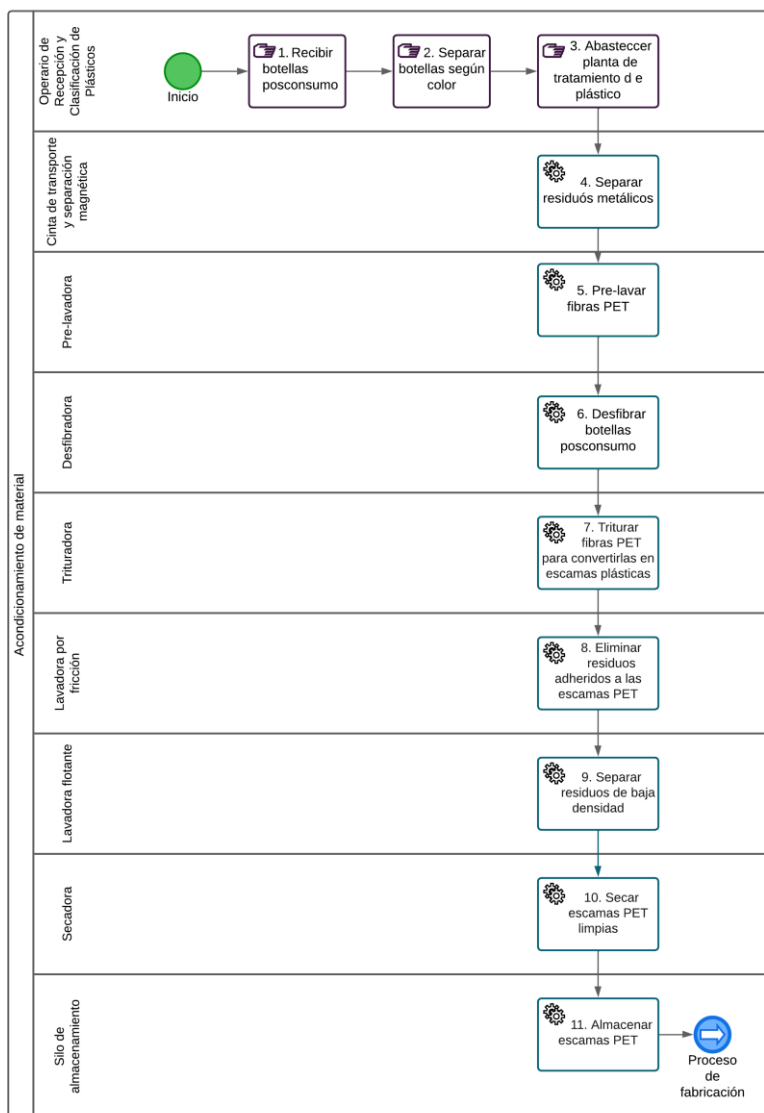 Acondicionamiento de material
Operario de
Recepción y
Clasificación de
Plásticos
Inicio
1. Recibir
botellas
posconsumo
2. Separar
botellas según
color
3. Abasteccer
planta de
tratamiento d e
plástico
Cinta de transporte
y separación
magnética
4. Separar
residuós metálicos
Pre-lavadora
5. Pre-lavar
fibras PET
Desfibradora
6. Desfibrar
botellas
posconsumo
Trituradora
7. Triturar
fibras PET
para convertirlas en
escamas plásticas
Lavadora por
fricción
8. Eliminar
residuos
adheridos a las
escamas PET
Lavadora flotante
9. Separar
residuos de baja
densidad
Secadora
10. Secar
escamas PET
limpias
Silo de
almacenamiento
11. Almacenar
escamas PET
Proceso
de
fabricación